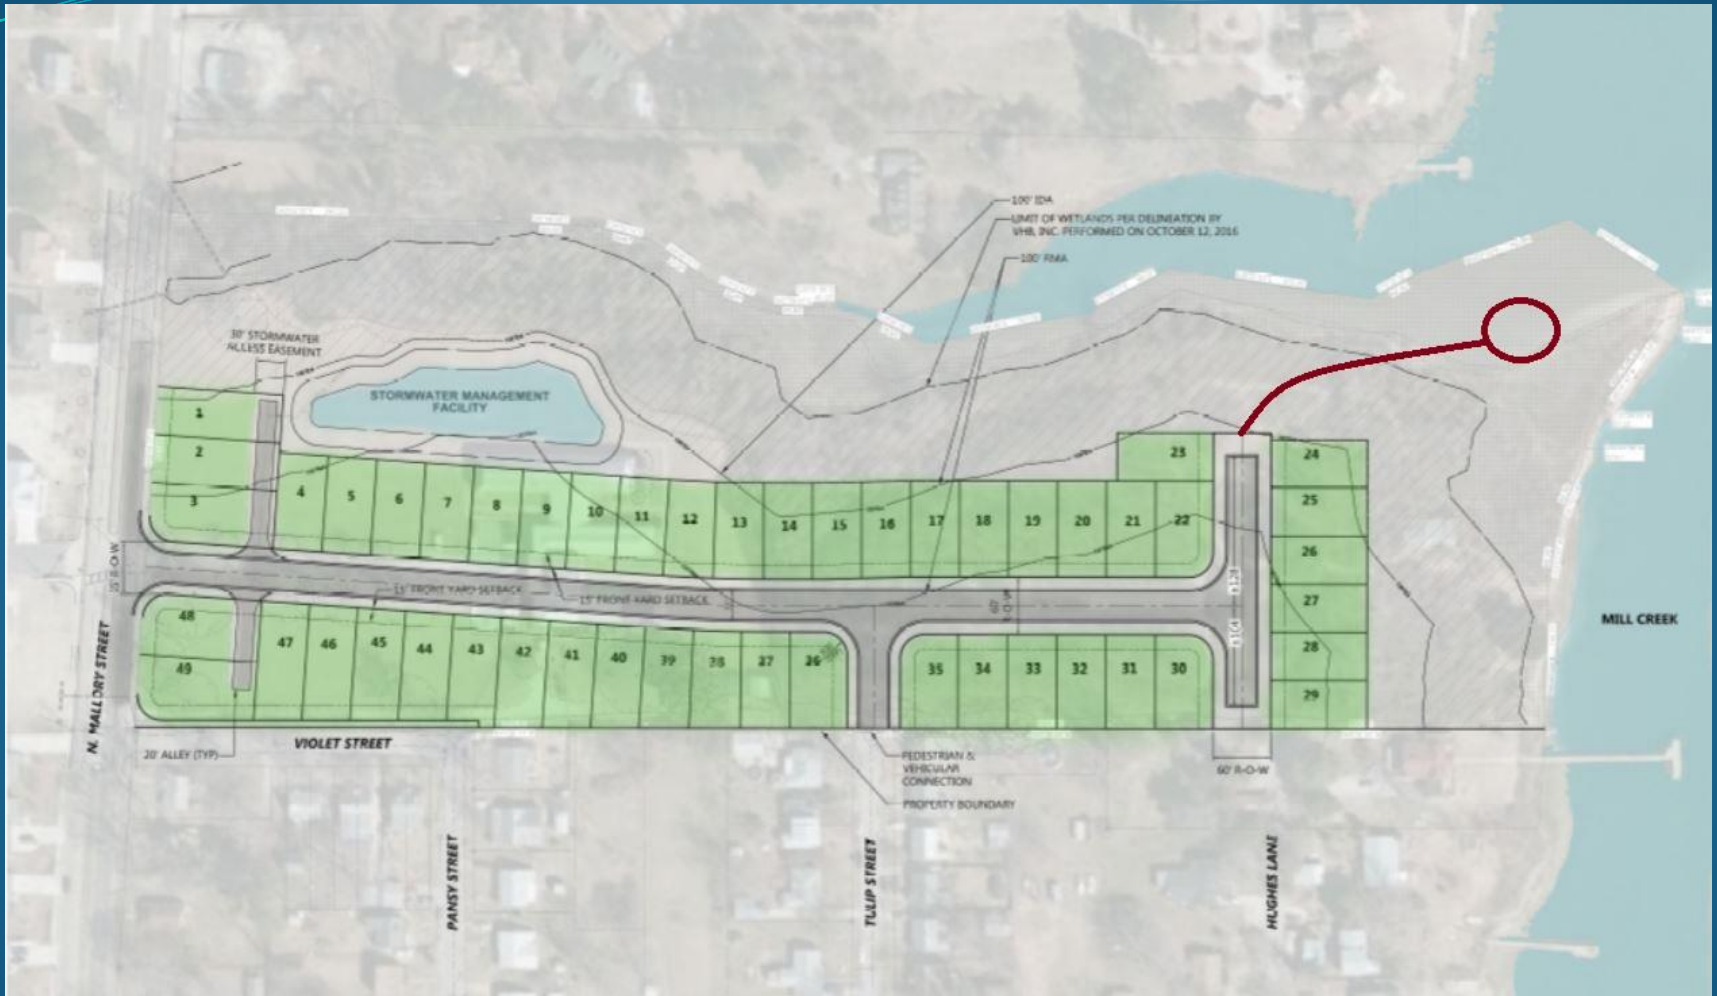 100' IDA
LIMIT OF WETLANDS PER DELINEATION BY
VHB, INC. PERFORMED ON OCTOBER 12, 2016
100' RMA
30' STORMWATER
ACCESS EASEMENT
STORMWATER MANAGEMENT
FACILITY
1
2
3
4
5
6
7
8
9
10
11
12
13
14
15
16
17
18
19
20
21
22
23
24
25
26
27
28
29
R-O-W
15' FRONT YARD SETBACK
15' FRONT YARD SETBACK
60'
R-O-W
±128
±104
MILL CREEK
48
49
47
46
45
44
43
42
41
40
39
38
37
36
35
34
33
32
31
30
N. MALLORY STREET
20' ALLEY (TYP)
VIOLET STREET
PEDESTRIAN &
VEHICULAR
CONNECTION
PROPERTY BOUNDARY
60' R-O-W
PANSY STREET
TULIP STREET
HUGHES LANE